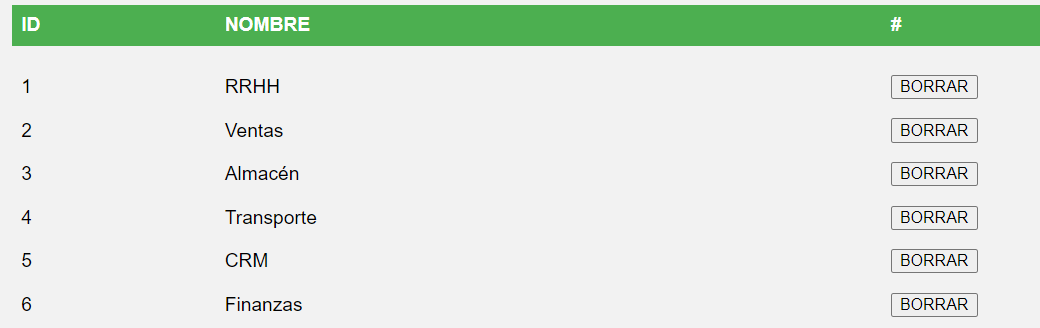 ID NOMBRE #
1 RRHH BORRAR
2 Ventas BORRAR
3 Almacén BORRAR
4 Transporte BORRAR
5 CRM BORRAR
6 Finanzas BORRAR